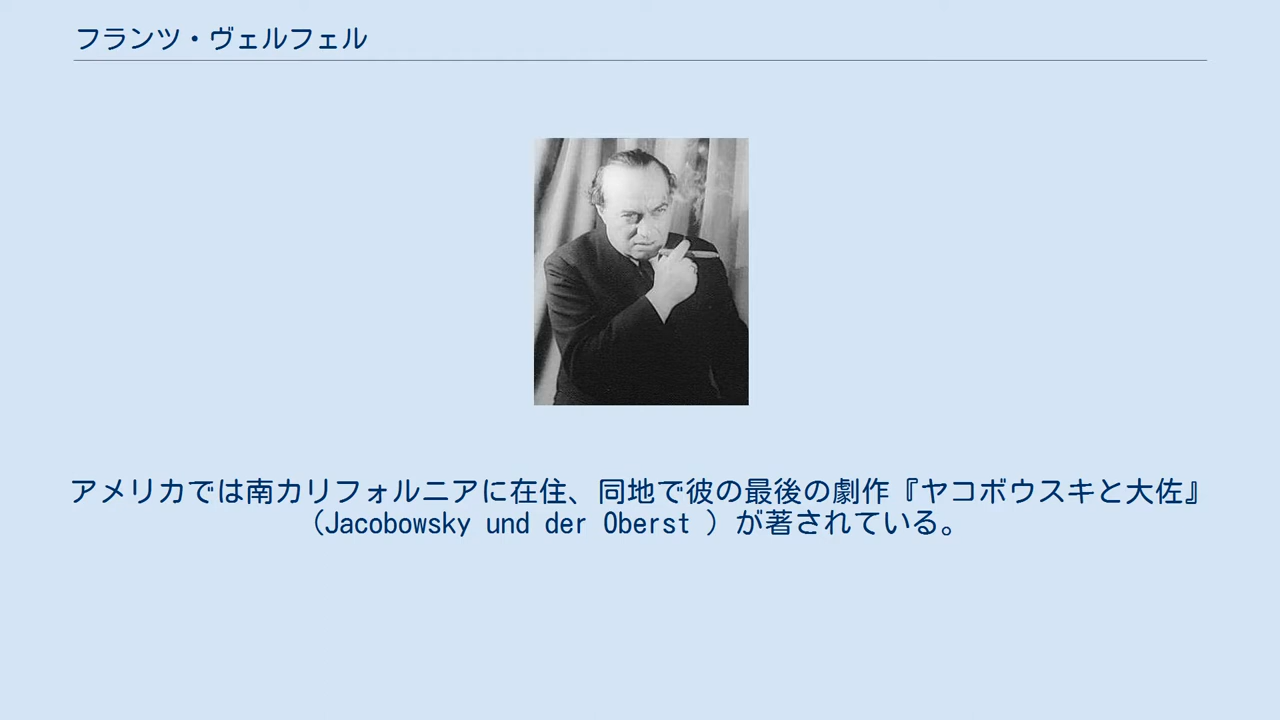 フランツ・ヴェルフェル
アメリカでは南カリフォルニアに在住、同地で彼の最後の劇作『ヤコボウスキと大佐』
（Jacobowsky und der Oberst ）が著されている。